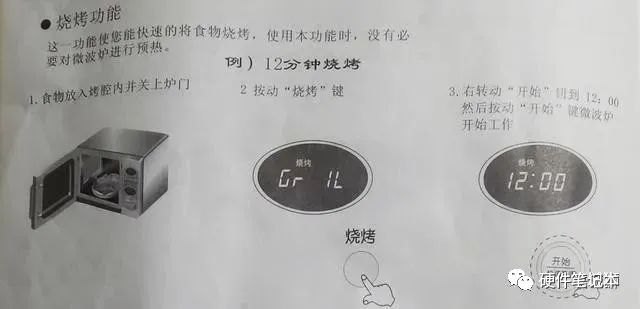 ● 烧烤功能
这一功能使您能快速的将食物烧烤，使用本功能时，没有必
要对微波炉进行预热。
例）12分钟烧烤
1. 食物放入烤腔内并关上炉门
2 按动“烧烤”键
3. 右转动“开始”钮到 12：00
然后按动“开始”键微波炉
开始工作
烧烤
Gr IL
烧烤
12:00
烧烤
开始
硬件笔记本